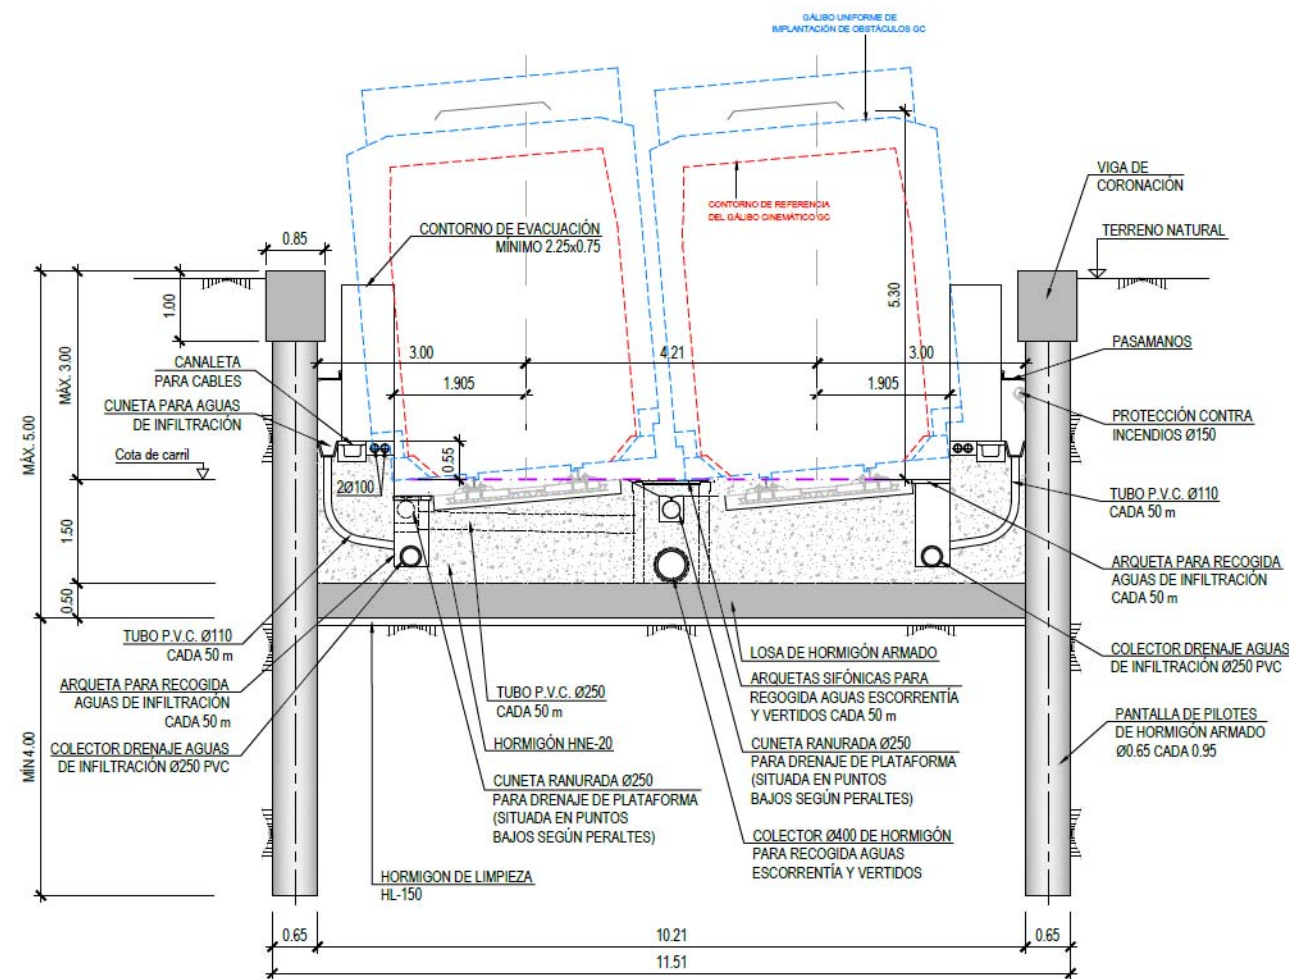 GÁLIBO UNIFORME DE
IMPLANTACIÓN DE OBSTÁCULOS GC
VIGA DE
CORONACIÓN
CONTORNO DE REFERENCIA
DEL GÁLIBO CINEMÁTICO GC
CONTORNO DE EVACUACIÓN
MÍNIMO 2.25x0.75
TERRENO NATURAL
0.85
1.00
5.30
MÁX. 3.00
MÁX. 5.00
3.00
4.21
3.00
1.905
1.905
CANALETA
PARA CABLES
CUNETA PARA AGUAS
DE INFILTRACIÓN
Cota de carril
2Ø100
0.55
PASAMANOS
PROTECCIÓN CONTRA
INCENDIOS Ø150
TUBO P.V.C. Ø110
CADA 50 m
1.50
0.50
ARQUETA PARA RECOGIDA
AGUAS DE INFILTRACIÓN
CADA 50 m
TUBO P.V.C. Ø110
CADA 50 m
ARQUETA PARA RECOGIDA
AGUAS DE INFILTRACIÓN
CADA 50 m
COLECTOR DRENAJE AGUAS
DE INFILTRACIÓN Ø250 PVC
MÍN 4.00
TUBO P.V.C. Ø250
CADA 50 m
HORMIGÓN HNE-20
CUNETA RANURADA Ø250
PARA DRENAJE DE PLATAFORMA
(SITUADA EN PUNTOS
BAJOS SEGÚN PERALTES)
HORMIGON DE LIMPIEZA
HL-150
LOSA DE HORMIGÓN ARMADO
ARQUETAS SIFÓNICAS PARA
REGOGIDA AGUAS ESCORRENTÍA
Y VERTIDOS CADA 50 m
CUNETA RANURADA Ø250
PARA DRENAJE DE PLATAFORMA
(SITUADA EN PUNTOS
BAJOS SEGÚN PERALTES)
COLECTOR Ø400 DE HORMIGÓN
PARA RECOGIDA AGUAS
ESCORRENTÍA Y VERTIDOS
COLECTOR DRENAJE AGUAS
DE INFILTRACIÓN Ø250 PVC
PANTALLA DE PILOTES
DE HORMIGÓN ARMADO
Ø0.65 CADA 0.95
0.65
10.21
0.65
11.51